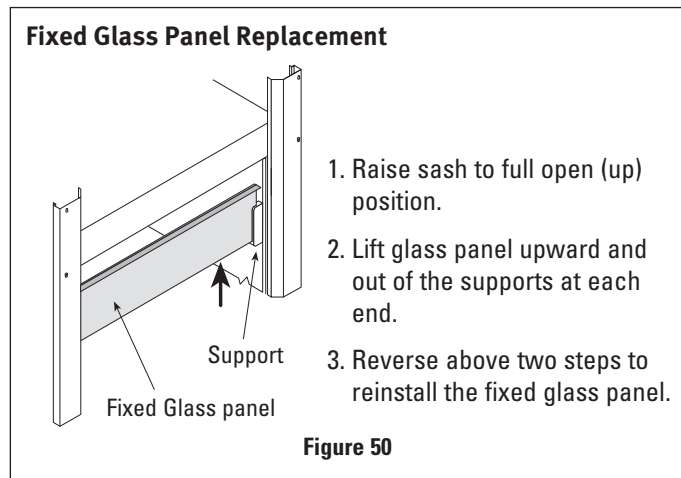 Fixed Glass Panel Replacement
1. Raise sash to full open (up)
position.
2. Lift glass panel upward and
out of the supports at each
end.
3. Reverse above two steps to
reinstall the fixed glass panel.
Support
Fixed Glass panel
Figure 50